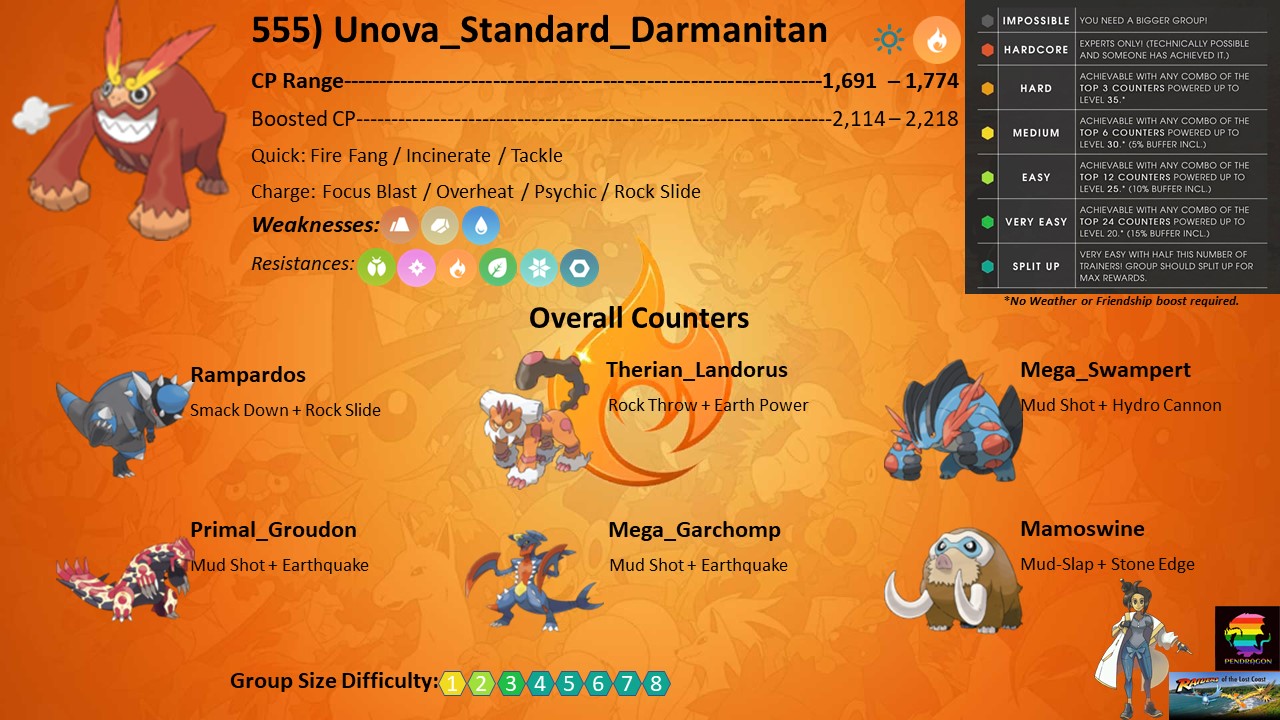 555) Unova_Standard_Darmanitan
CP Range--------------------------------------------------------------------1,691 – 1,774
Boosted CP--------------------------------------------------------------------2,114 – 2,218
Quick: Fire Fang / Incinerate / Tackle
Charge: Focus Blast / Overheat / Psychic / Rock Slide
Weaknesses:
Resistances:
IMPOSSIBLE YOU NEED A BIGGER GROUP!
HARDCORE EXPERTS ONLY! (TECHNICALLY POSSIBLE
AND SOMEONE HAS ACHIEVED IT.)
HARD ACHIEVABLE WITH ANY COMBO OF THE
TOP 3 COUNTERS POWERED UP TO
LEVEL 35.*
MEDIUM ACHIEVABLE WITH ANY COMBO OF THE
TOP 6 COUNTERS POWERED UP TO
LEVEL 30.* (5% BUFFER INCL.)
EASY ACHIEVABLE WITH ANY COMBO OF THE
TOP 12 COUNTERS POWERED UP TO
LEVEL 25.* (10% BUFFER INCL.)
VERY EASY ACHIEVABLE WITH ANY COMBO OF THE
TOP 24 COUNTERS POWERED UP TO
LEVEL 20.* (15% BUFFER INCL.)
SPLIT UP VERY EASY WITH HALF THIS NUMBER OF
TRAINERS! GROUP SHOULD SPLIT UP FOR
MAX REWARDS.
*No Weather or Friendship boost required.
Overall Counters
Rampardos
Smack Down + Rock Slide
Therian_Landorus
Rock Throw + Earth Power
Mega_Swampert
Mud Shot + Hydro Cannon
Primal_Groudon
Mud Shot + Earthquake
Mega_Garchomp
Mud Shot + Earthquake
Mamoswine
Mud-Slap + Stone Edge
Group Size Difficulty: 1 2 3 4 5 6 7 8
PENDRAGON
RAIDERS of the Lost Coast